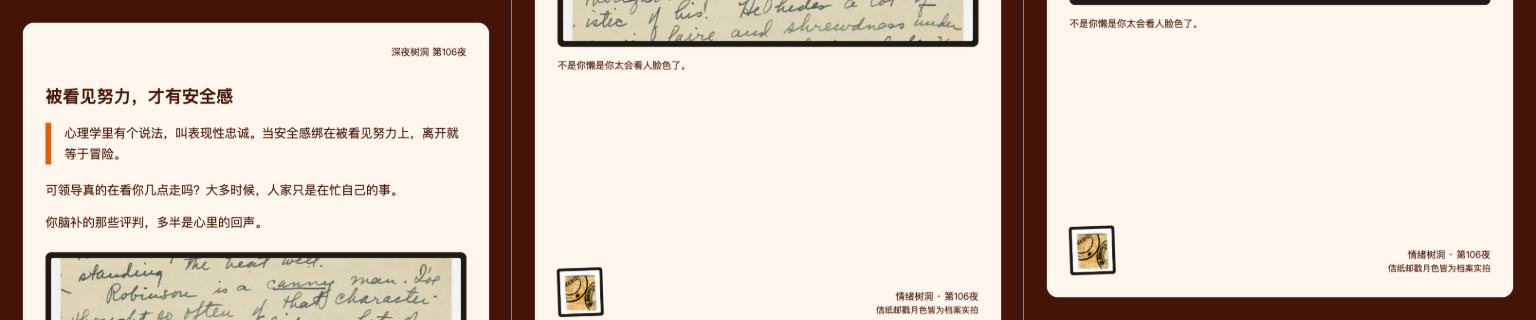 深夜树洞 第106夜
被看见努力，才有安全感
心理学里有个说法，叫表现性忠诚。当安全感绑在被看见努力上，离开就
等于冒险。
可领导真的在看你几点走吗？大多时候，人家只是在忙自己的事。
你脑补的那些评判，多半是心里的回声。
standing the heat well.
Robinson is a canny man. I've
thought so often of that character-
istic of his! He hides a lot of
faire and shrewdness under
不是你懒是你太会看人脸色了。
情绪树洞 · 第106夜
信纸邮戳月色皆为档案实拍
不是你懒是你太会看人脸色了。
情绪树洞 · 第106夜
信纸邮戳月色皆为档案实拍